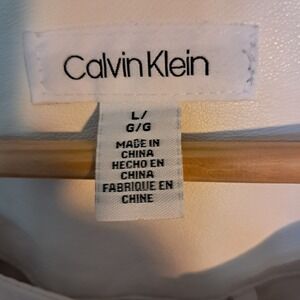 Calvin Klein
L/
G/G
MADE IN
CHINA
HECHO EN
CHINA
FABRIQUE EN
CHINE